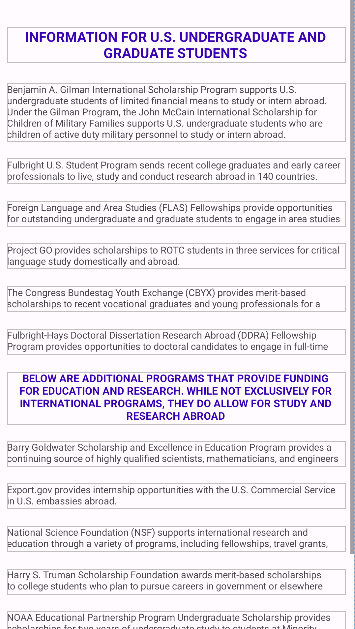 INFORMATION FOR U.S. UNDERGRADUATE AND
GRADUATE STUDENTS
Benjamin A. Gilman International Scholarship Program supports U.S.
undergraduate students of limited financial means to study or intern abroad.
Under the Gilman Program, the John McCain International Scholarship for
Children of Military Families supports U.S. undergraduate students who are
children of active duty military personnel to study or intern abroad.
Fulbright U.S. Student Program sends recent college graduates and early career
professionals to live, study and conduct research abroad in 140 countries.
Foreign Language and Area Studies (FLAS) Fellowships provide opportunities
for outstanding undergraduate and graduate students to engage in area studies
Project GO provides scholarships to ROTC students in three services for critical
language study domestically and abroad.
The Congress Bundestag Youth Exchange (CBYX) provides merit-based
scholarships to recent vocational graduates and young professionals for a
Fulbright-Hays Doctoral Dissertation Research Abroad (DDRA) Fellowship
Program provides opportunities to doctoral candidates to engage in full-time
BELOW ARE ADDITIONAL PROGRAMS THAT PROVIDE FUNDING
FOR EDUCATION AND RESEARCH. WHILE NOT EXCLUSIVELY FOR
INTERNATIONAL PROGRAMS, THEY DO ALLOW FOR STUDY AND
RESEARCH ABROAD
Barry Goldwater Scholarship and Excellence in Education Program provides a
continuing source of highly qualified scientists, mathematicians, and engineers
Export.gov provides internship opportunities with the U.S. Commercial Service
in U.S. embassies abroad.
National Science Foundation (NSF) supports international research and
education through a variety of programs, including fellowships, travel grants,
Harry S. Truman Scholarship Foundation awards merit-based scholarships
to college students who plan to pursue careers in government or elsewhere
NOAA Educational Partnership Program Undergraduate Scholarship provides
scholarships for two years of undergraduate study to students at Minority